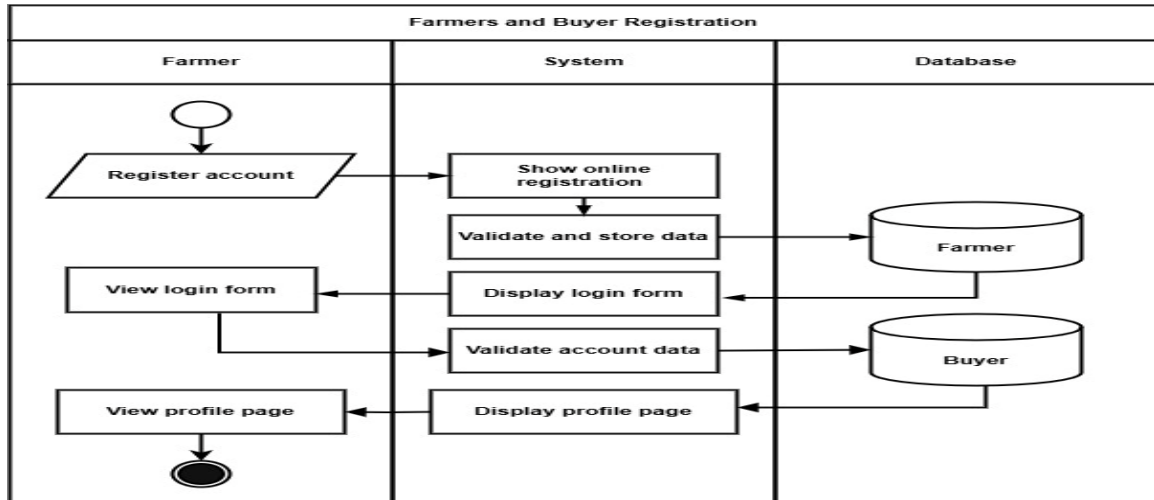 Farmers and Buyer Registration
Farmer
System
Database
Register account
Show online
registration
Validate and store data
Farmer
View login form
Display login form
Validate account data
Buyer
View profile page
Display profile page